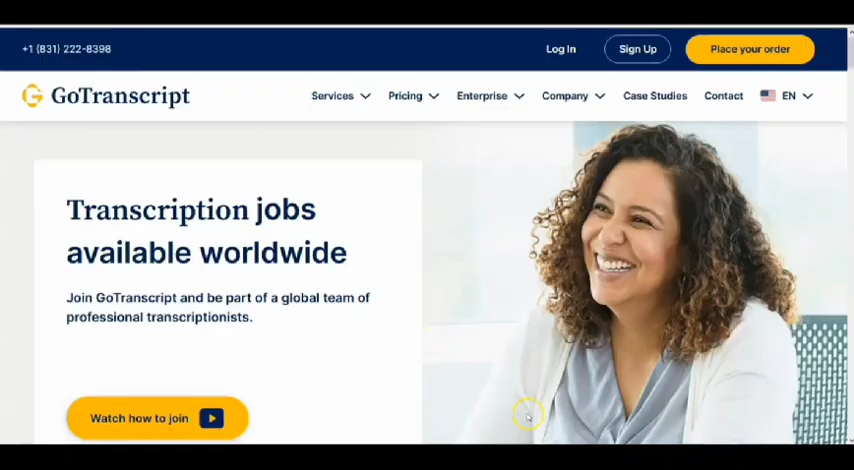 +1 (831) 222-8398 Log In Sign Up Place your order
GoTranscript Services Pricing Enterprise Company Case Studies Contact EN
Transcription jobs
available worldwide
Join GoTranscript and be part of a global team of
professional transcriptionists.
Watch how to join